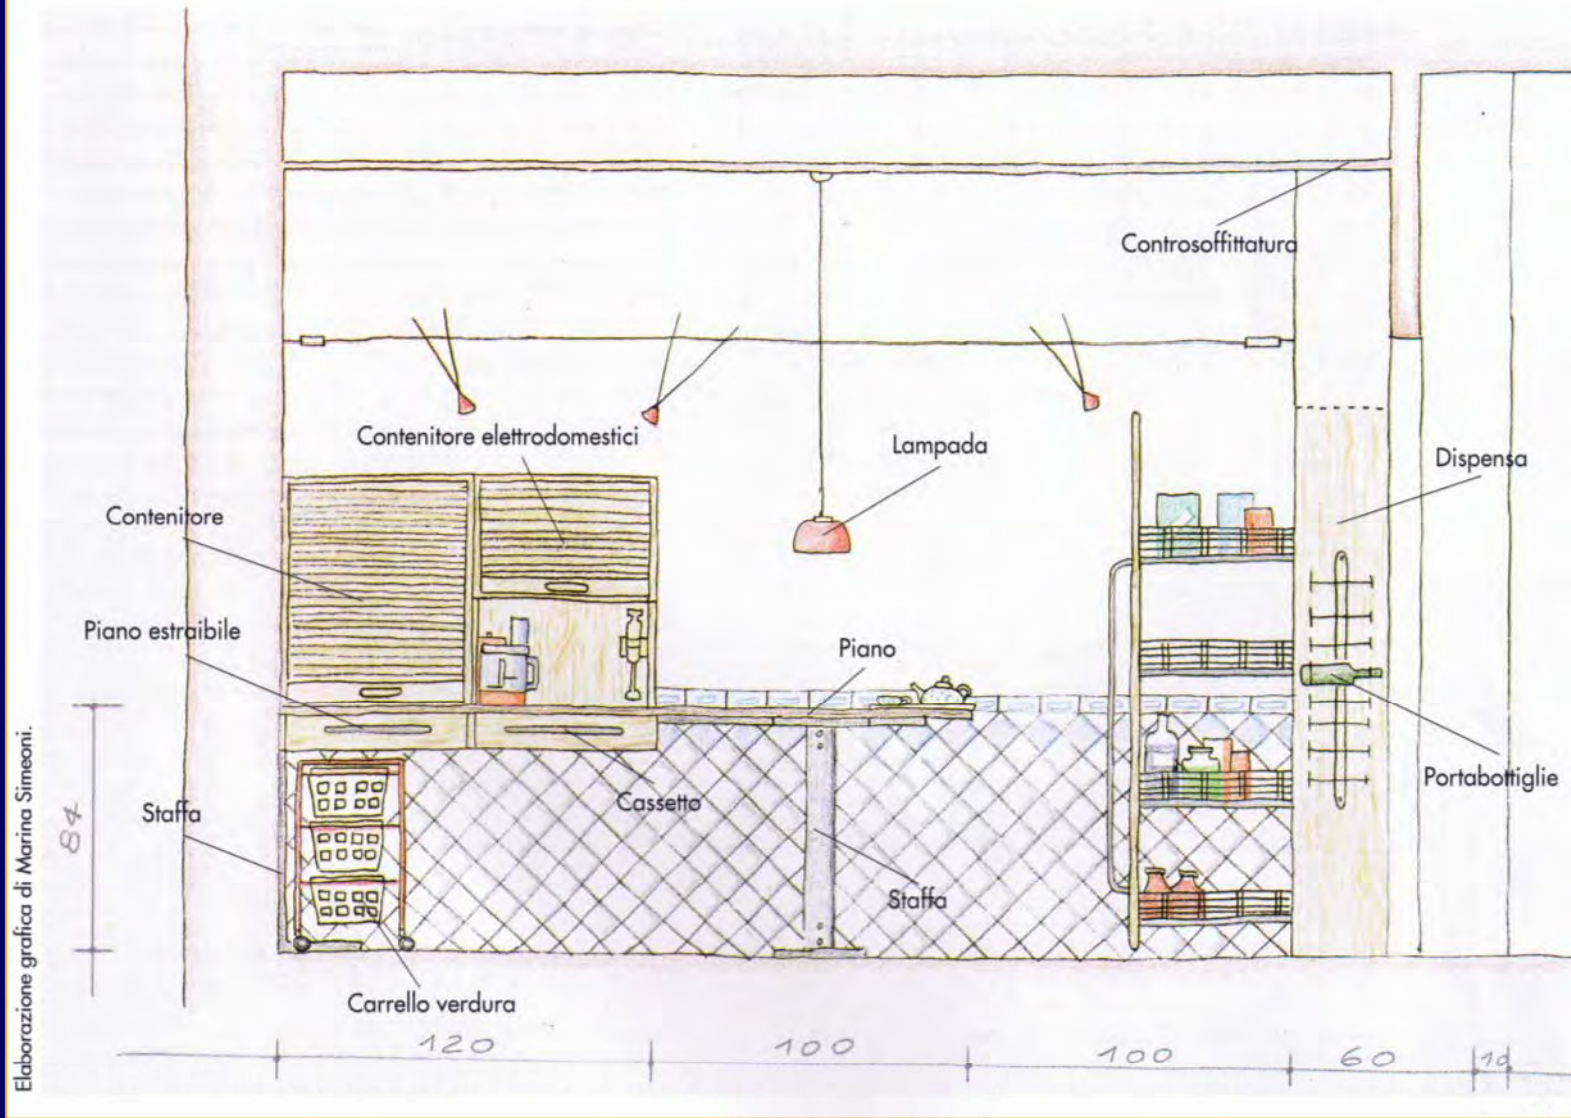 Controsoffittatura
Contenitore elettrodomestici
Lampada
Dispensa
Contenitore
Piano estraibile
Piano
Portabottiglie
Cassetto
Staffa
84
Staffa
Carrello verdura
120
100
100
60
10
Elaborazione grafica di Marina Simeoni.